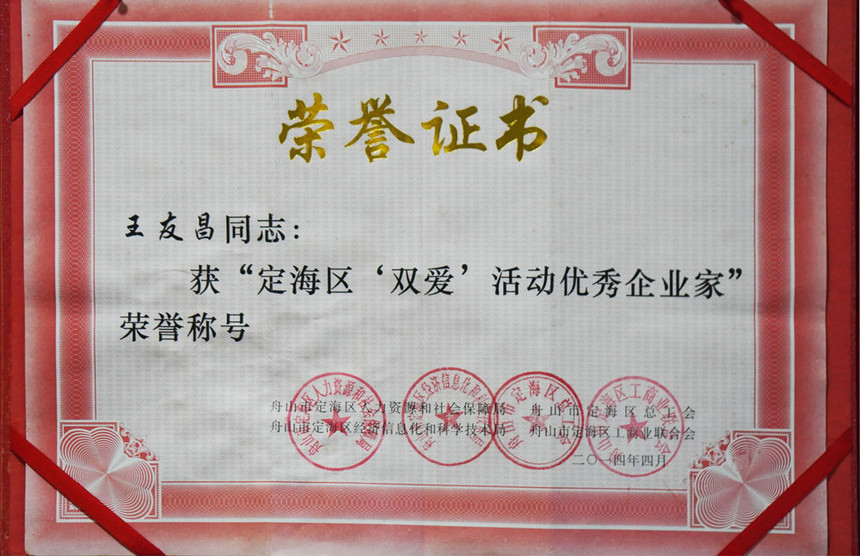 荣誉证书
王友昌同志：
获“定海区‘双爱’活动优秀企业家”
荣誉称号
舟山市定海区人力资源和社会保障局 舟山市定海区总工会
舟山市定海区经济信息化和科学技术局 舟山市定海区工商业联合会
二〇一四年四月